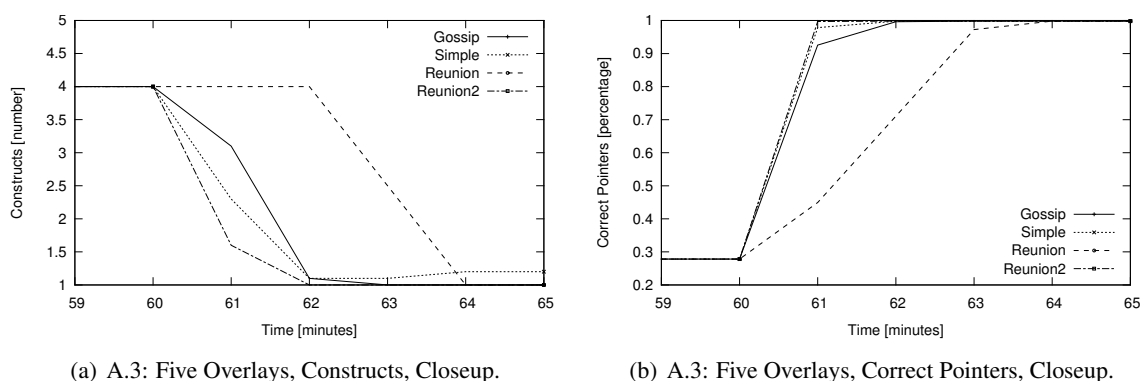 5
4.5
4
3.5
3
2.5
2
1.5
1
Constructs [number]
Gossip
Simple
Reunion
Reunion2
59 60 61 62 63 64 65
Time [minutes]
(a) A.3: Five Overlays, Constructs, Closeup.
1
0.9
0.8
0.7
0.6
0.5
0.4
0.3
0.2
Correct Pointers [percentage]
Gossip
Simple
Reunion
Reunion2
59 60 61 62 63 64 65
Time [minutes]
(b) A.3: Five Overlays, Correct Pointers, Closeup.